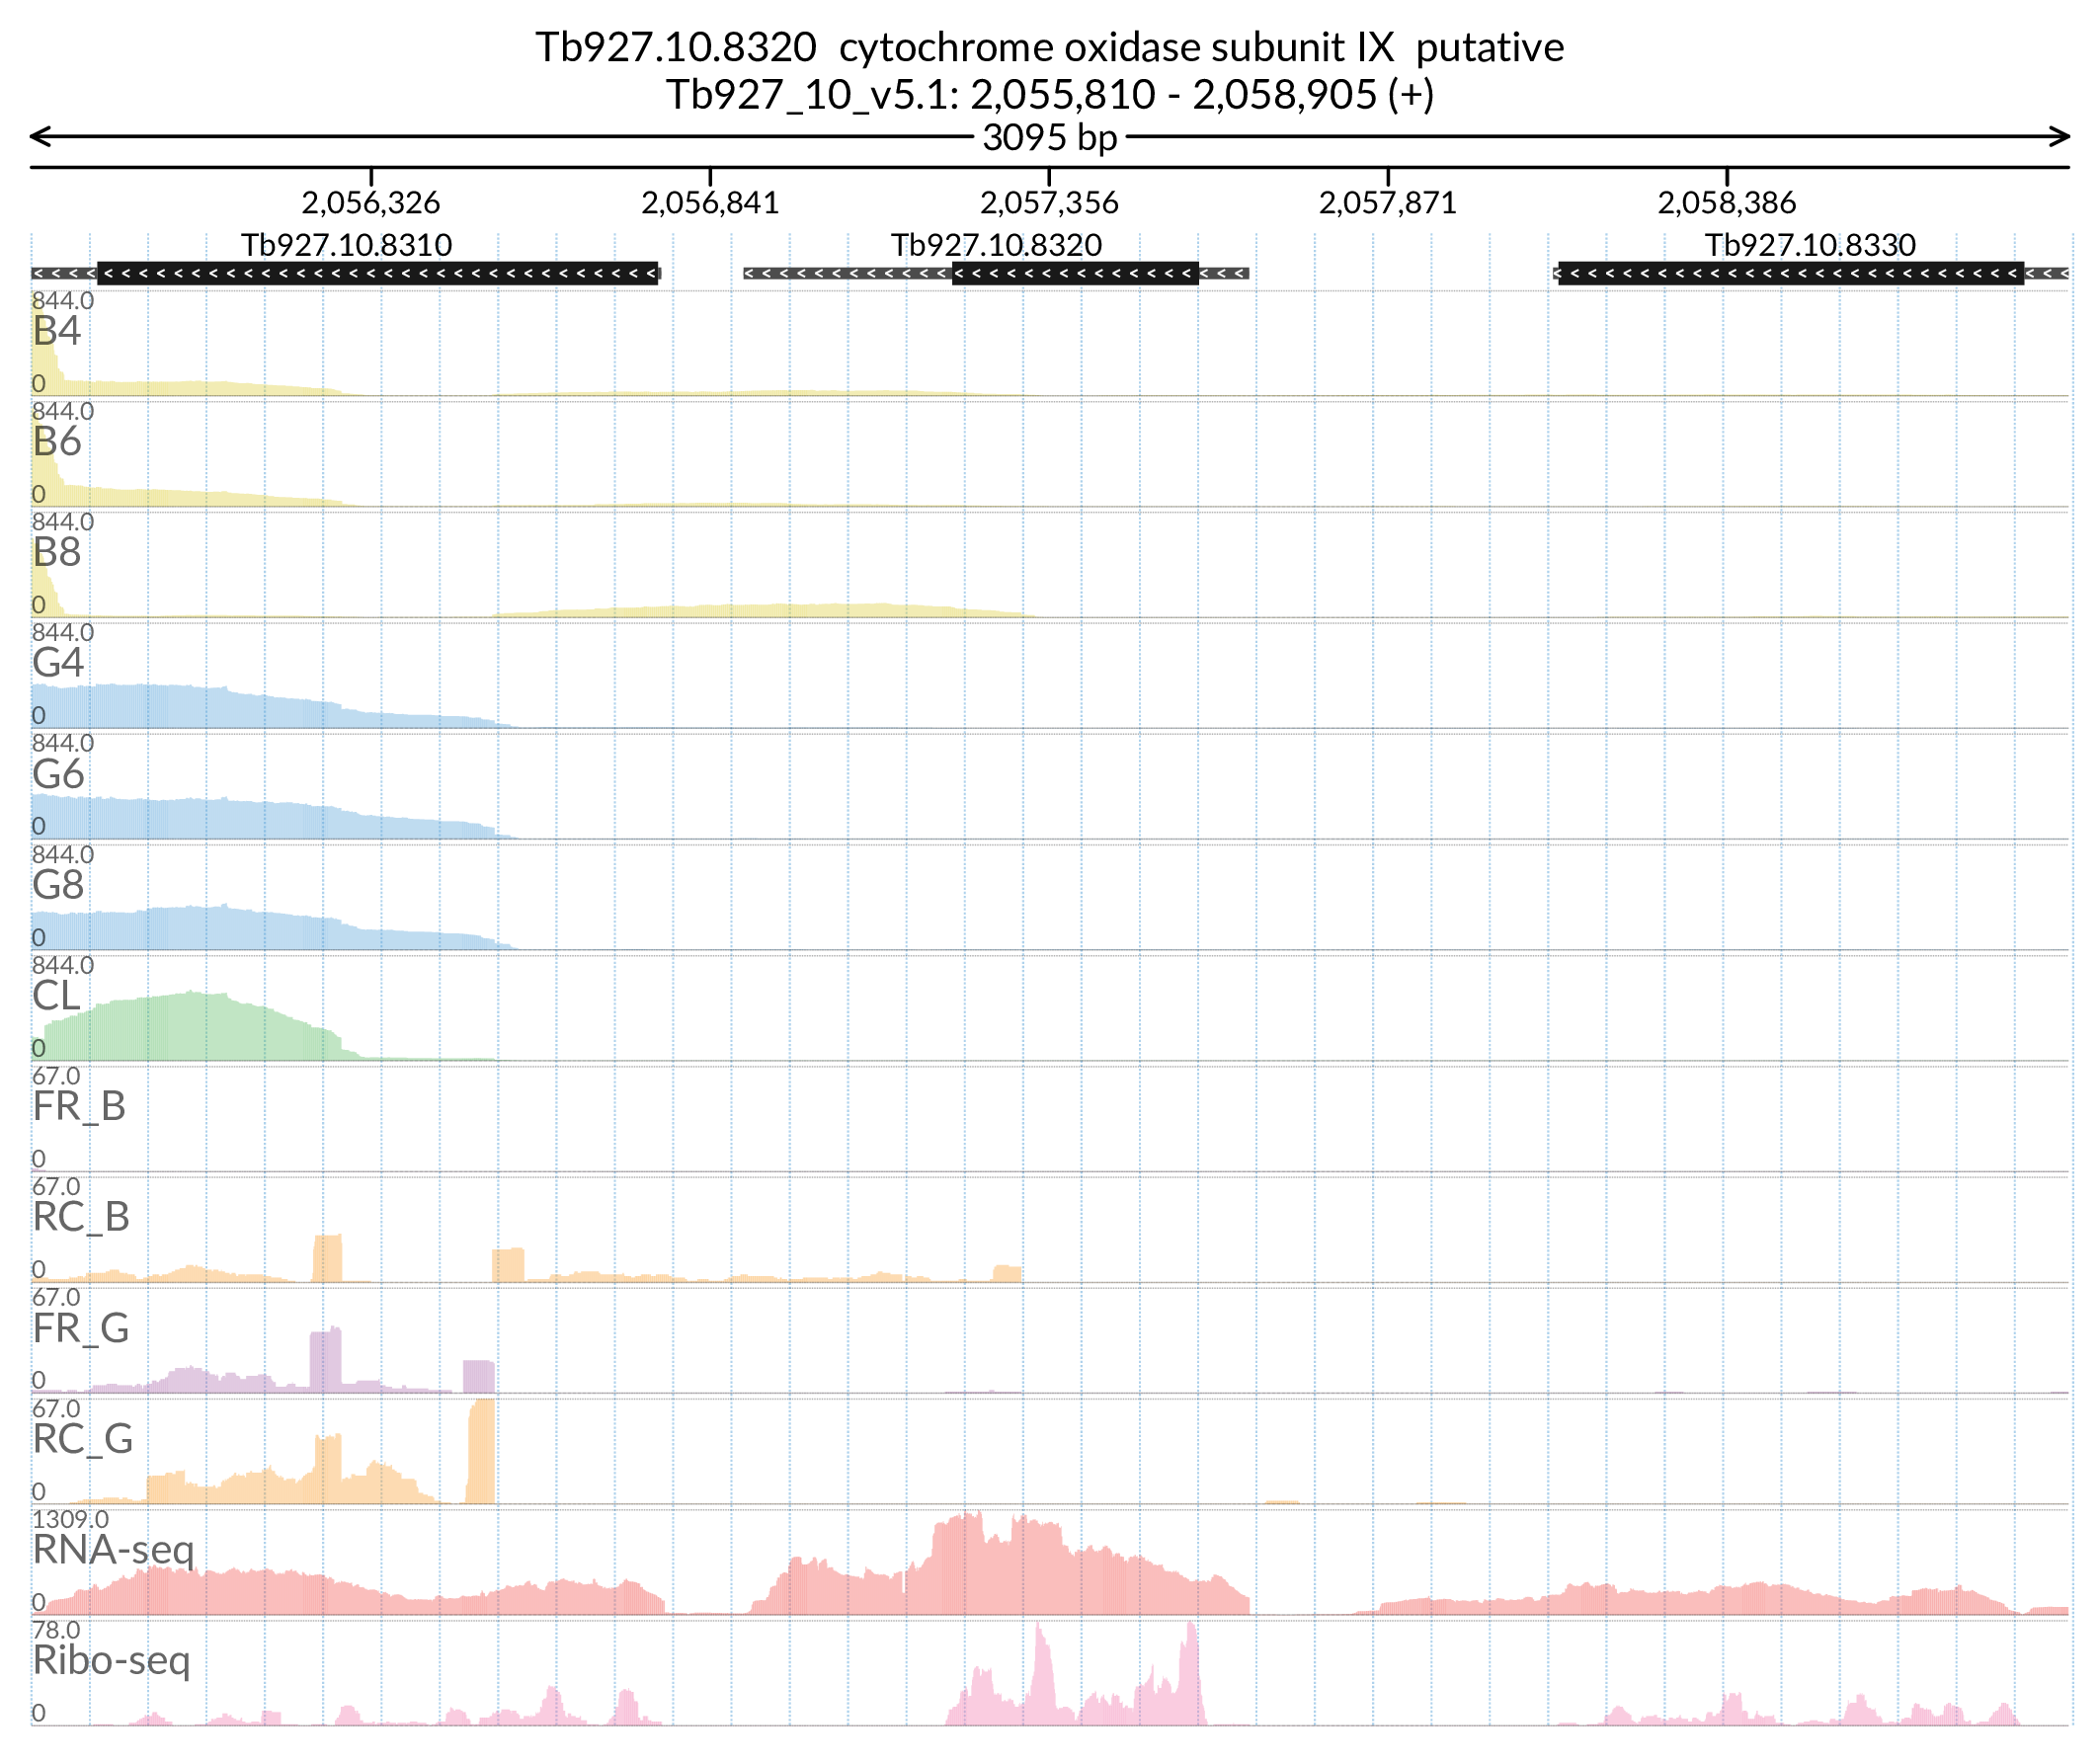 Tb927.10.8320 cytochrome oxidase subunit IX putative
Tb927_10_v5.1: 2,055,810 - 2,058,905 (+)
3095 bp
2,056,326 2,056,841 2,057,356 2,057,871 2,058,386
Tb927.10.8310 Tb927.10.8320 Tb927.10.8330
844.0
B4
0
844.0
B6
0
844.0
B8
0
844.0
G4
0
844.0
G6
0
844.0
G8
0
844.0
CL
0
67.0
FR_B
0
67.0
RC_B
0
67.0
FR_G
0
67.0
RC_G
0
1309.0
RNA-seq
0
78.0
Ribo-seq
0